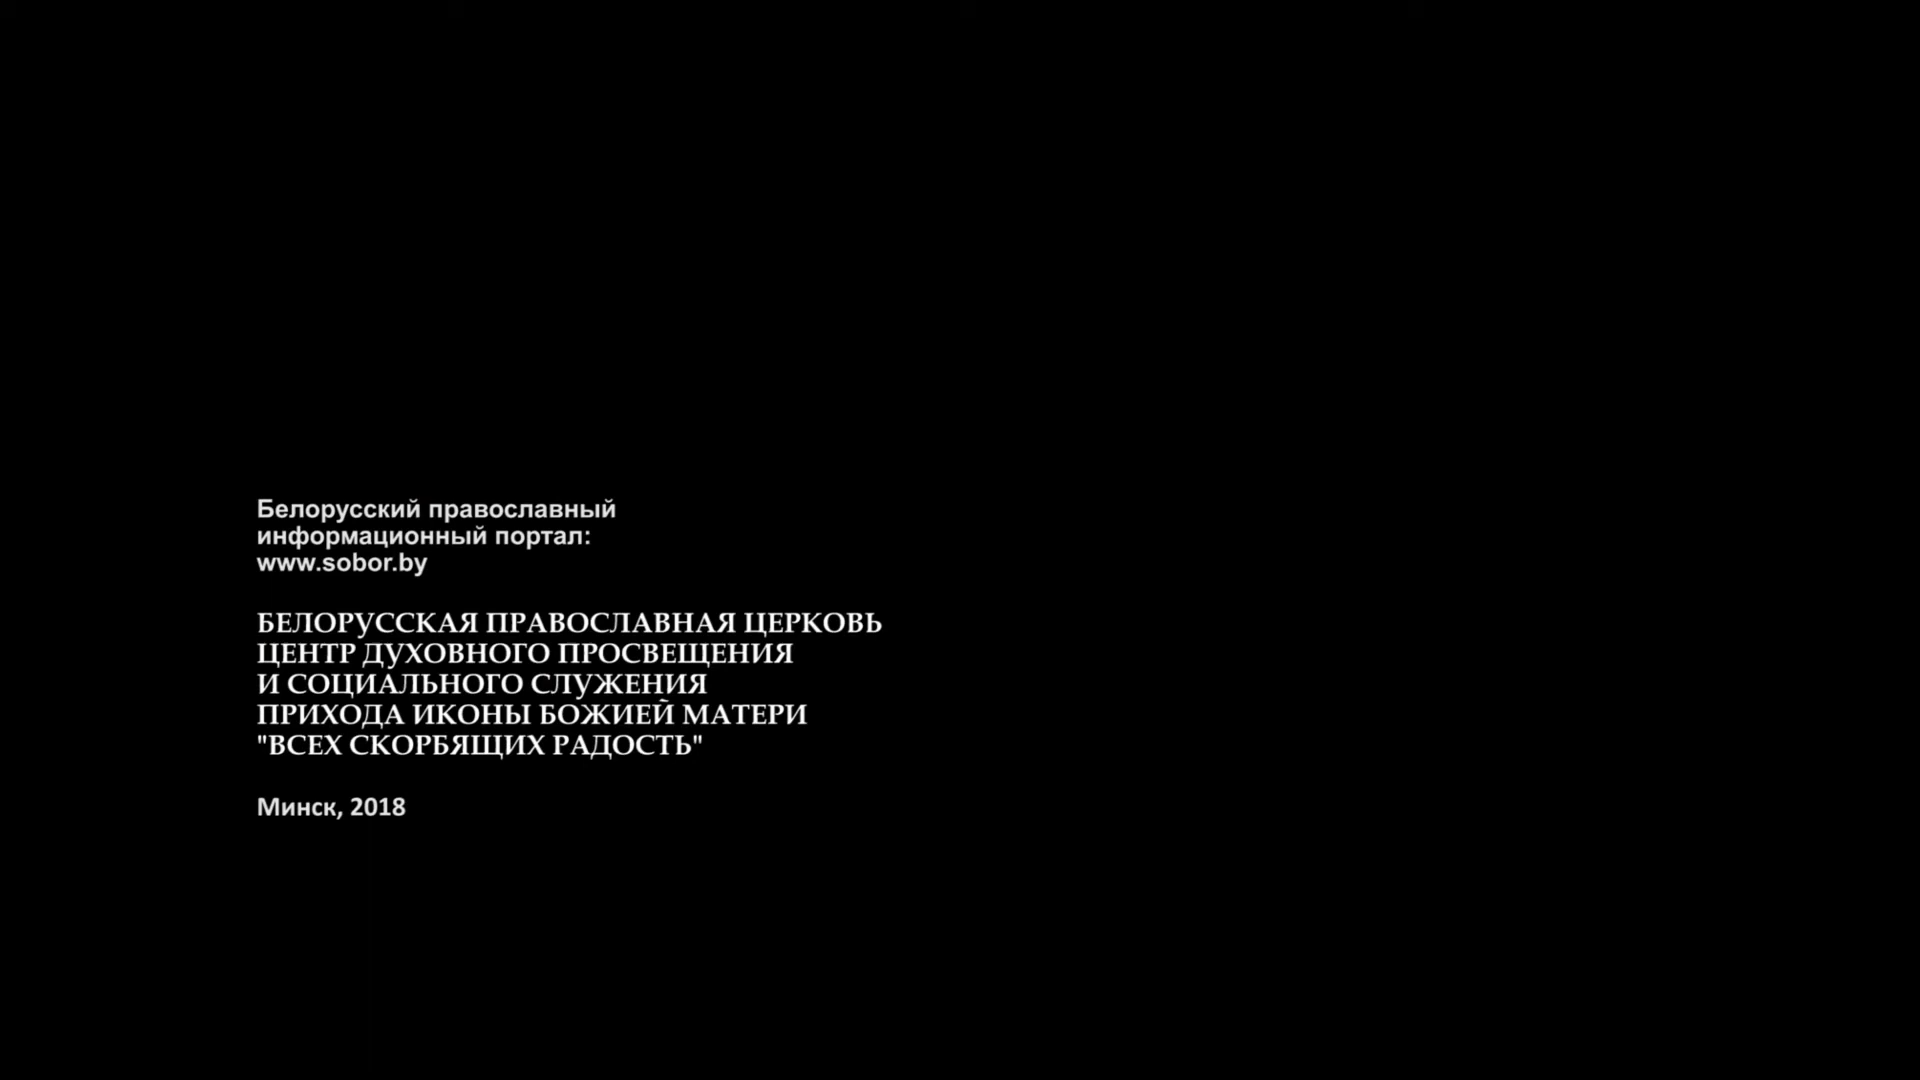 Белорусский православный
информационный портал:
www.sobor.by
БЕЛОРУССКАЯ ПРАВОСЛАВНАЯ ЦЕРКОВЬ
ЦЕНТР ДУХОВНОГО ПРОСВЕЩЕНИЯ
И СОЦИАЛЬНОГО СЛУЖЕНИЯ
ПРИХОДА ИКОНЫ БОЖИЕЙ МАТЕРИ
"ВСЕХ СКОРБЯЩИХ РАДОСТЬ"
Минск, 2018